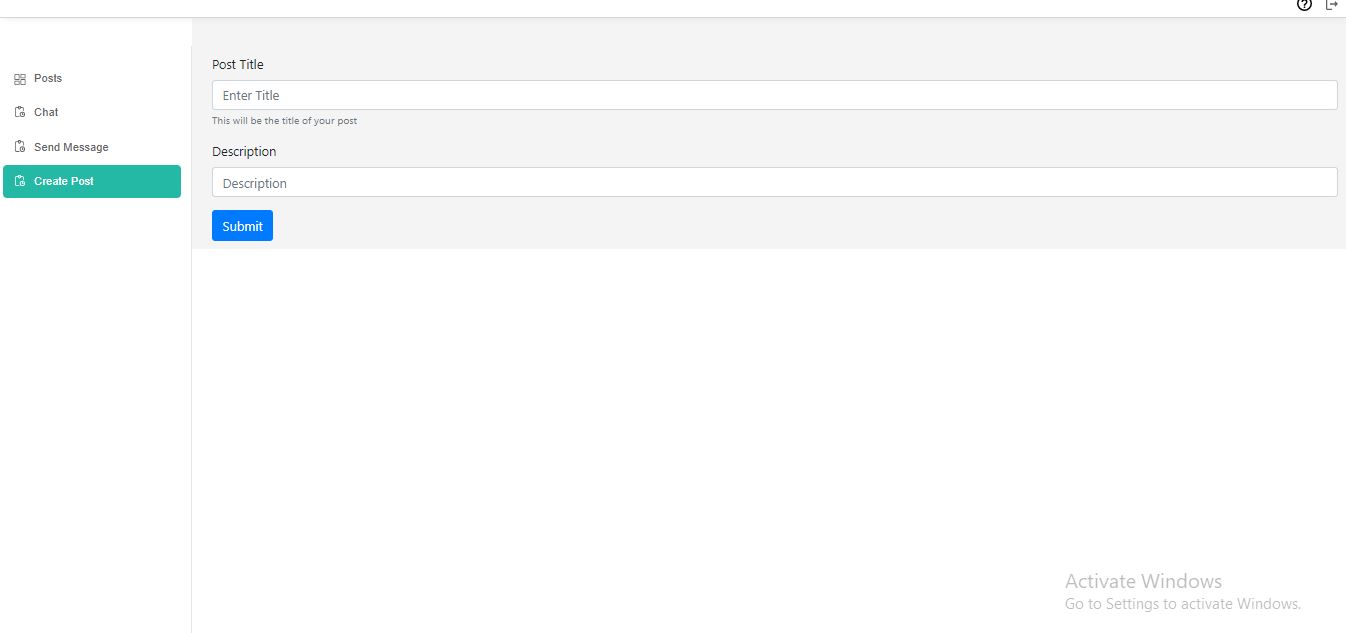 Posts
Chat
Send Message
Create Post
Post Title
Enter Title
This will be the title of your post
Description
Description
Submit
Activate Windows
Go to Settings to activate Windows.